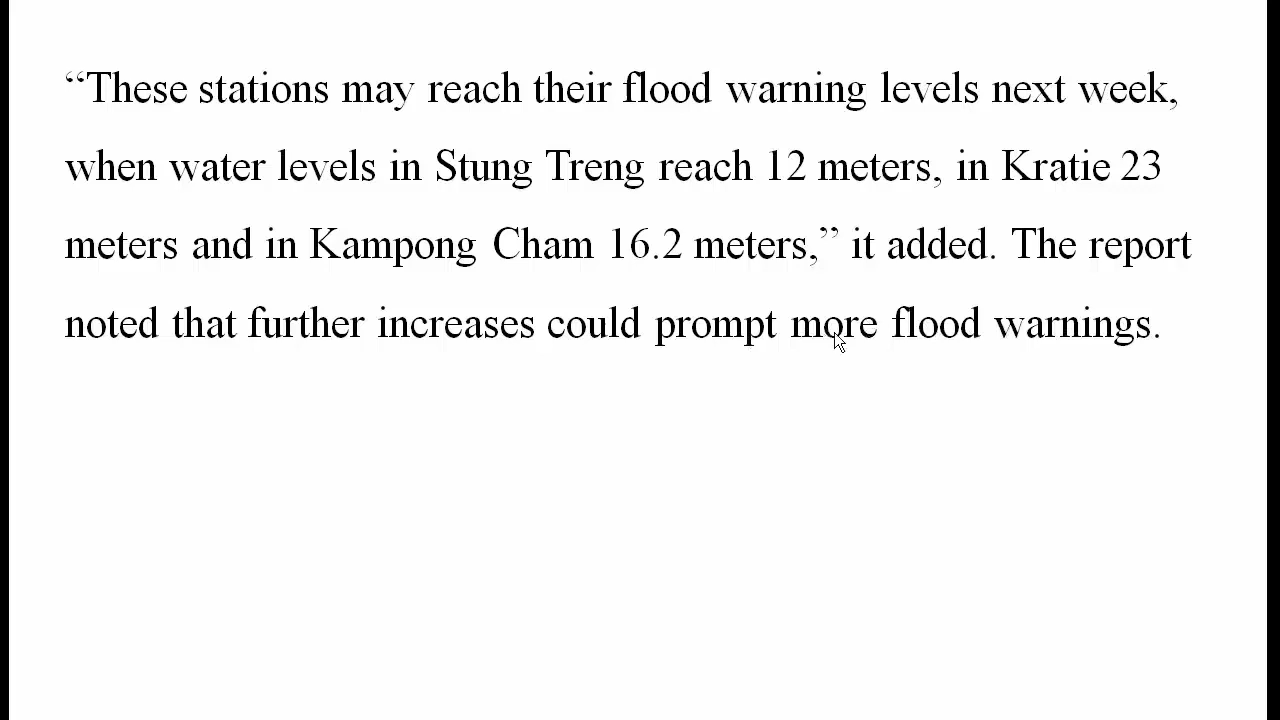 “These stations may reach their flood warning levels next week,
when water levels in Stung Treng reach 12 meters, in Kratie 23
meters and in Kampong Cham 16.2 meters,” it added. The report
noted that further increases could prompt more flood warnings.